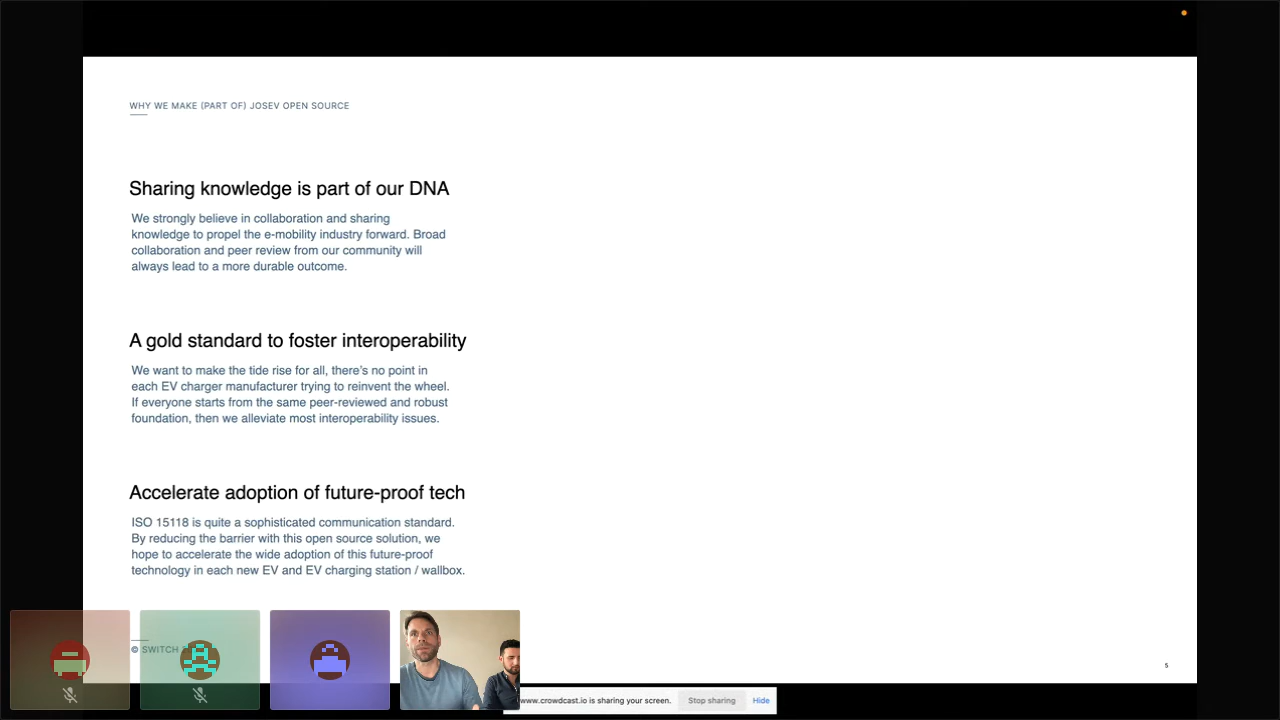 WHY WE MAKE (PART OF) JOSEV OPEN SOURCE
Sharing knowledge is part of our DNA
We strongly believe in collaboration and sharing
knowledge to propel the e-mobility industry forward. Broad
collaboration and peer review from our community will
always lead to a more durable outcome.
A gold standard to foster interoperability
We want to make the tide rise for all, there's no point in
each EV charger manufacturer trying to reinvent the wheel.
If everyone starts from the same peer-reviewed and robust
foundation, then we alleviate most interoperability issues.
Accelerate adoption of future-proof tech
ISO 15118 is quite a sophisticated communication standard.
By reducing the barrier with this open source solution, we
hope to accelerate the wide adoption of this future-proof
technology in each new EV and EV charging station / wallbox.
© SWITCH
5
www.crowdcast.io is sharing your screen.
Stop sharing
Hide